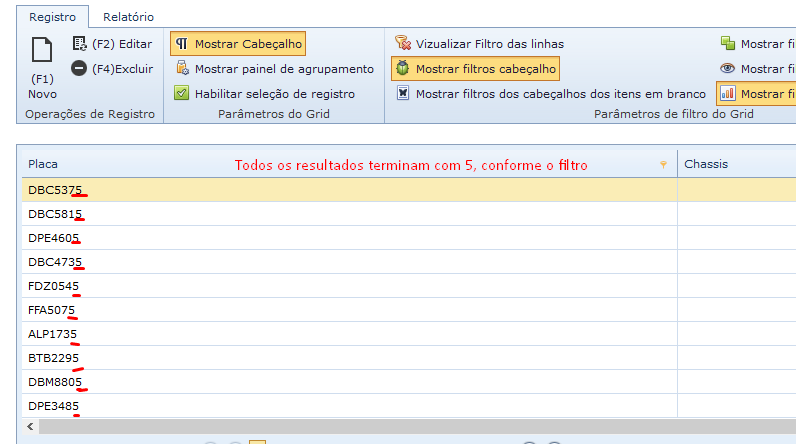 Registro Relatório
(F2) Editar Mostrar Cabeçalho Vizualizar Filtro das linhas Mostrar fi
(F4)Excluir Mostrar painel de agrupamento Mostrar filtros cabeçalho Mostrar fi
(F1)
Novo Habilitar seleção de registro Mostrar filtros dos cabeçalhos dos itens em branco Mostrar fi
Operações de Registro Parâmetros do Grid Parâmetros de filtro do Grid
Placa Todos os resultados terminam com 5, conforme o filtro Chassis
DBC5375
DBC5815
DPE4605
DBC4735
FDZ0545
FFA5075
ALP1735
BTB2295
DBM8805
DPE3485